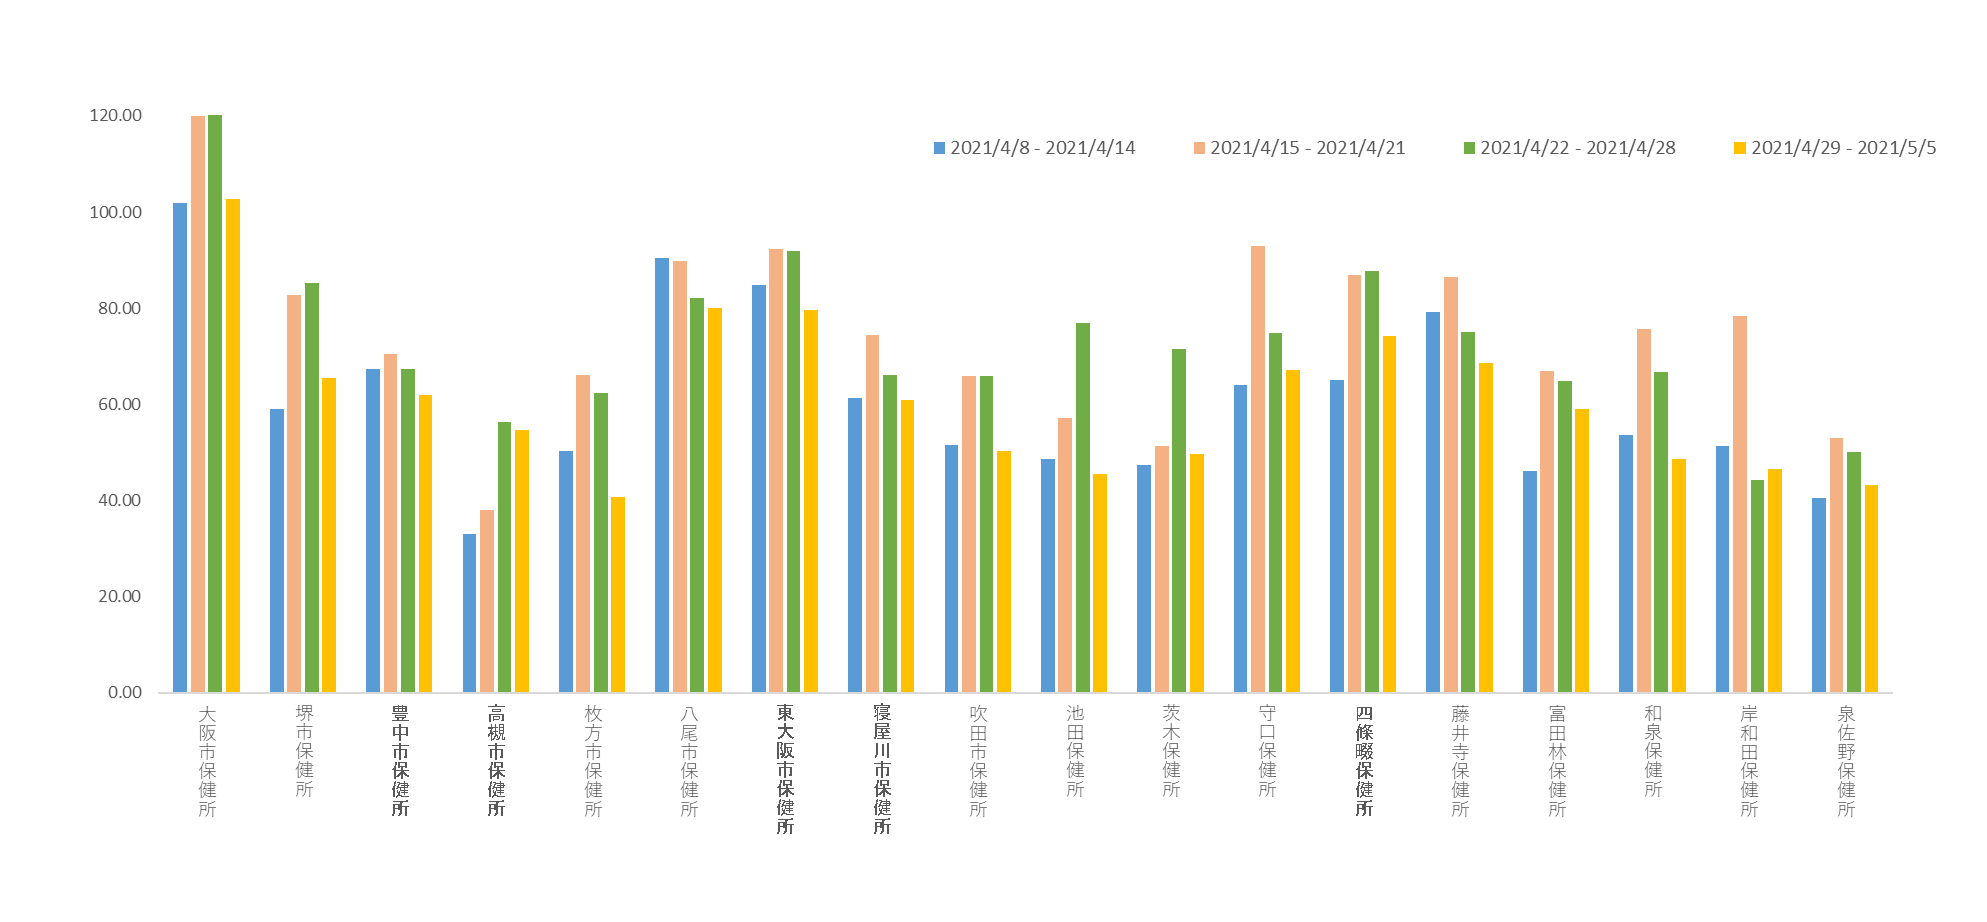 120.00
100.00
80.00
60.00
40.00
20.00
0.00
2021/4/8 - 2021/4/14
2021/4/15 - 2021/4/21
2021/4/22 - 2021/4/28
2021/4/29 - 2021/5/5
大阪市保健所
堺市保健所
豊中市保健所
高槻市保健所
枚方市保健所
八尾市保健所
東大阪市保健所
寝屋川市保健所
吹田市保健所
池田保健所
茨木保健所
守口保健所
四條畷保健所
藤井寺保健所
富田林保健所
和泉保健所
岸和田保健所
泉佐野保健所